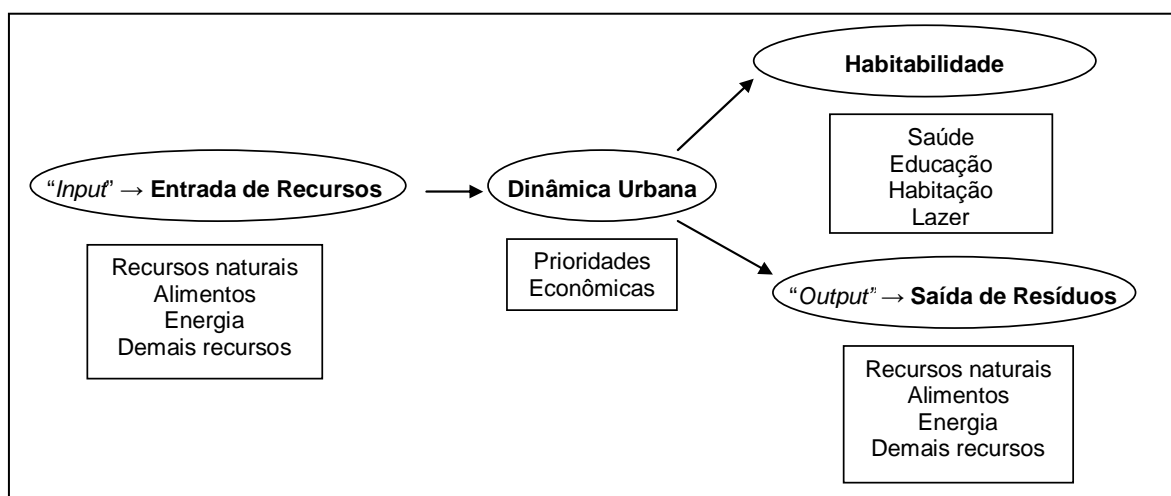 “Input” → Entrada de Recursos
Recursos naturais
Alimentos
Energia
Demais recursos
Dinâmica Urbana
Prioridades
Econômicas
Habitabilidade
Saúde
Educação
Habitação
Lazer
“Output” → Saída de Resíduos
Recursos naturais
Alimentos
Energia
Demais recursos